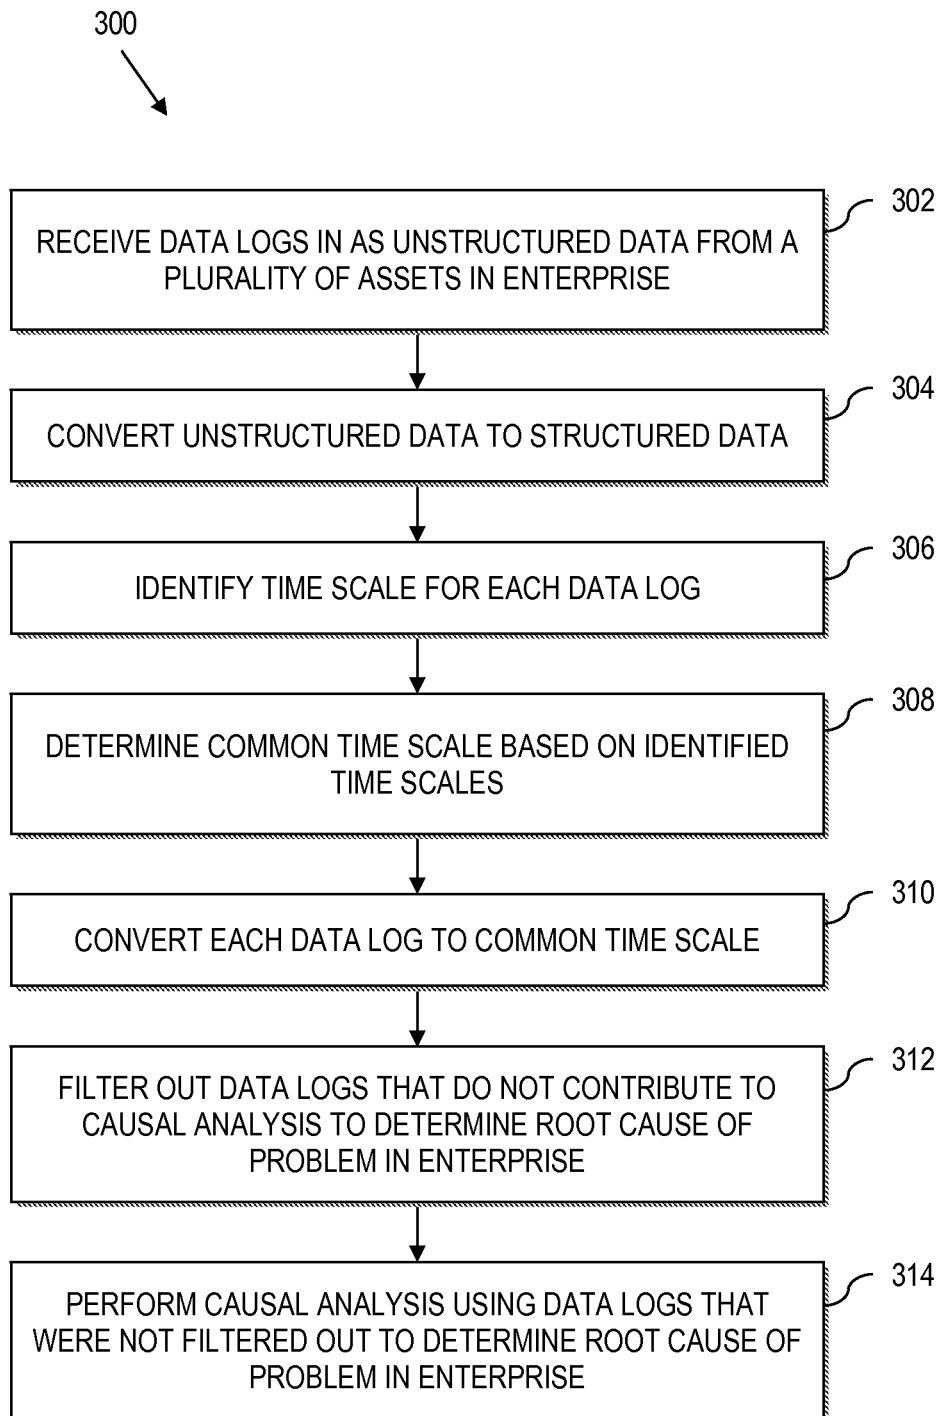 300
302
RECEIVE DATA LOGS IN AS UNSTRUCTURED DATA FROM A
PLURALITY OF ASSETS IN ENTERPRISE
304
CONVERT UNSTRUCTURED DATA TO STRUCTURED DATA
306
IDENTIFY TIME SCALE FOR EACH DATA LOG
308
DETERMINE COMMON TIME SCALE BASED ON IDENTIFIED
TIME SCALES
310
CONVERT EACH DATA LOG TO COMMON TIME SCALE
312
FILTER OUT DATA LOGS THAT DO NOT CONTRIBUTE TO
CAUSAL ANALYSIS TO DETERMINE ROOT CAUSE OF
PROBLEM IN ENTERPRISE
314
PERFORM CAUSAL ANALYSIS USING DATA LOGS THAT
WERE NOT FILTERED OUT TO DETERMINE ROOT CAUSE OF
PROBLEM IN ENTERPRISE